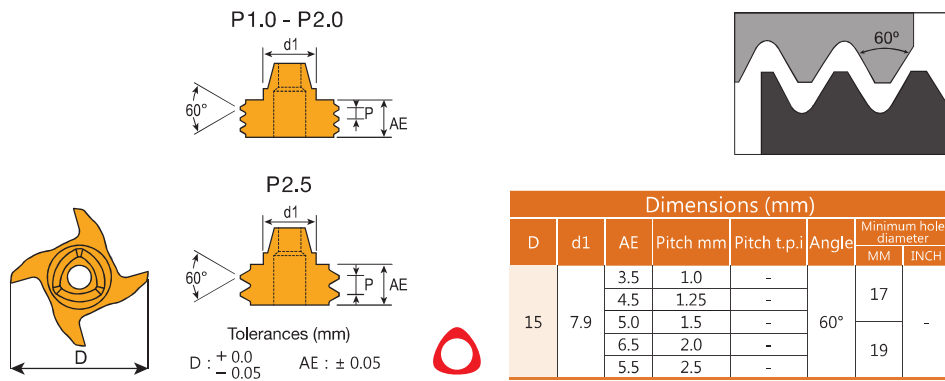 P1.0 - P2.0
d1
60°
P
AE
60º
P2.5
d1
60°
P
AE
D
Tolerances (mm)
D : + 0.0 − 0.05 AE : ± 0.05
Dimensions (mm)
D d1 AE Pitch mm Pitch t.p.i Angle Minimum hole diameter
MM INCH
3.5 1.0 -
4.5 1.25 - 17
15 7.9 5.0 1.5 - 60° -
6.5 2.0 - 19
5.5 2.5 -